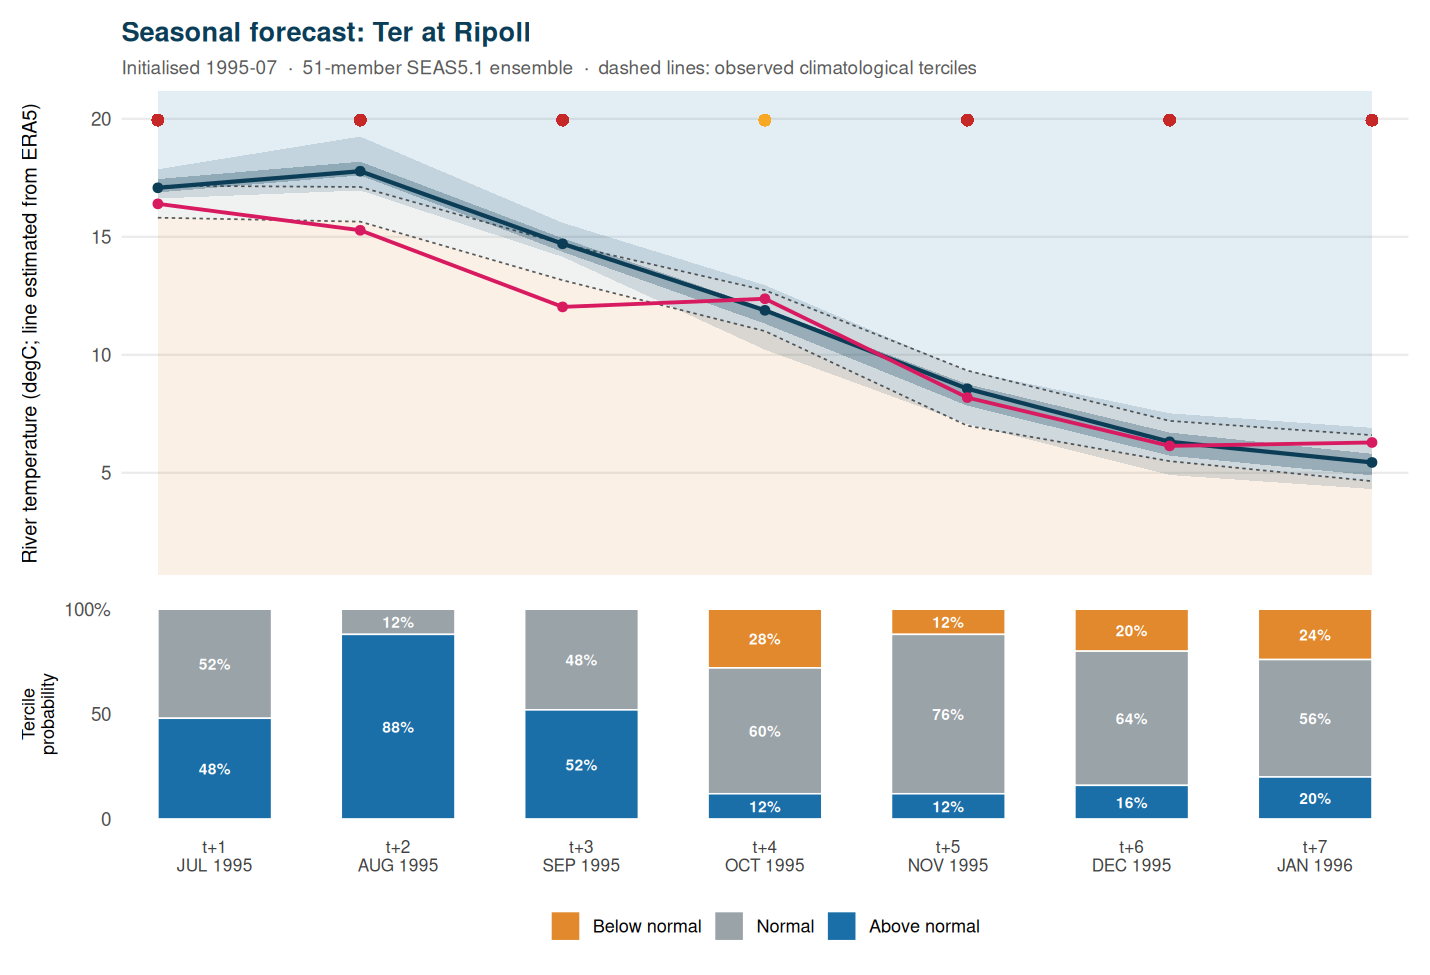 Seasonal forecast: Ter at Ripoll
Initialised 1995-07 · 51-member SEAS5.1 ensemble · dashed lines: observed climatological terciles
River temperature (degC; line estimated from ERA5)
20
15
10
5
Tercile
probability
100%
50
0
52%
48%
12%
88%
48%
52%
28%
60%
12%
12%
76%
12%
20%
64%
16%
24%
56%
20%
t+1
JUL 1995
t+2
AUG 1995
t+3
SEP 1995
t+4
OCT 1995
t+5
NOV 1995
t+6
DEC 1995
t+7
JAN 1996
Below normal
Normal
Above normal